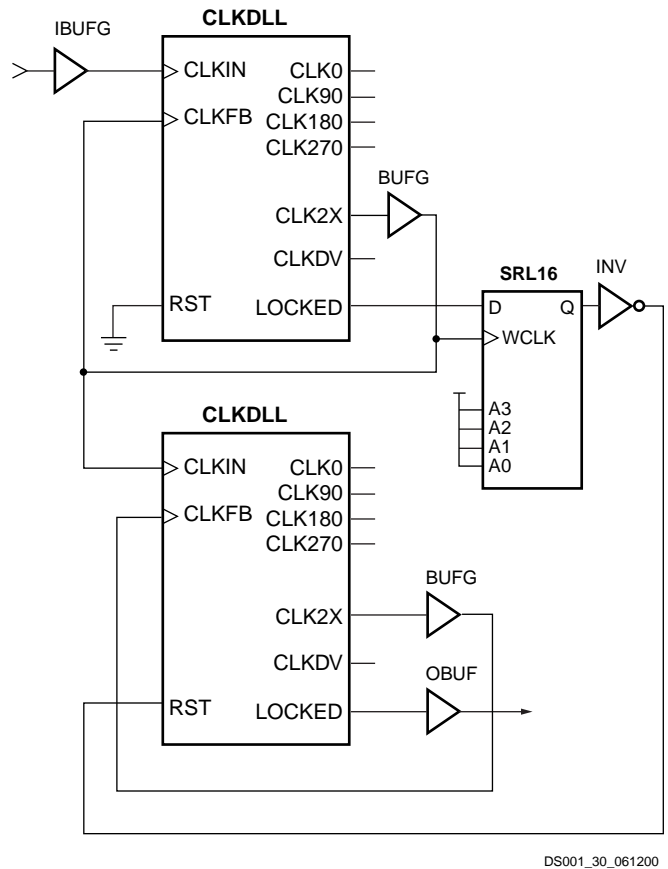 CLKDLL
IBUFG
CLKIN
CLKFB
RST
CLK0
CLK90
CLK180
CLK270
CLK2X
CLKDV
LOCKED
BUFG
SRL16
D
Q
WCLK
A3
A2
A1
A0
INV
CLKDLL
CLKIN
CLKFB
RST
CLK0
CLK90
CLK180
CLK270
CLK2X
CLKDV
LOCKED
BUFG
OBUF
DS001_30_061200